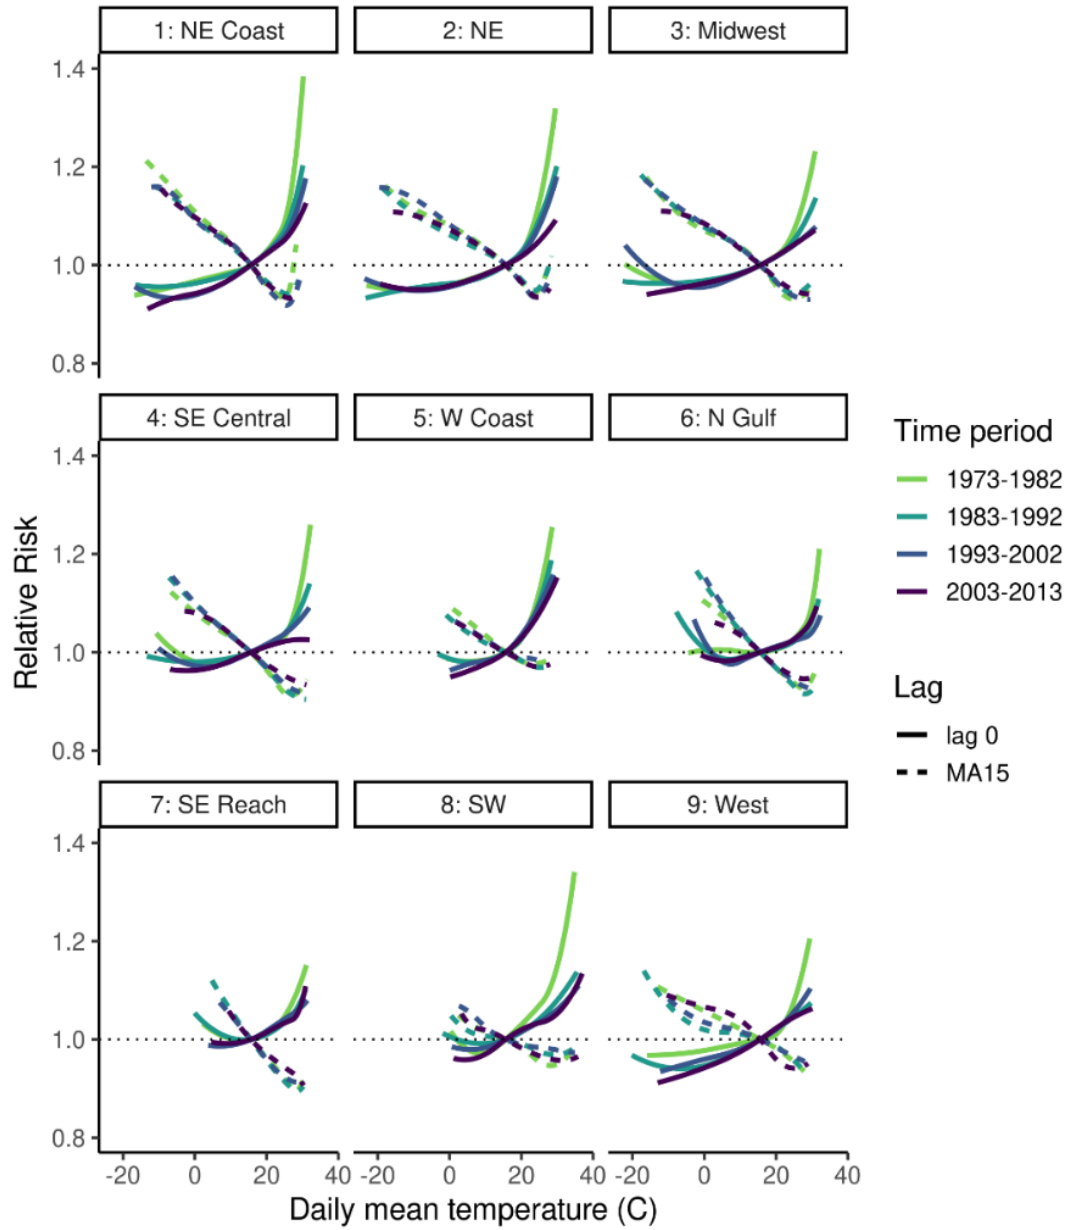 1: NE Coast 2: NE 3: Midwest
1.4
1.2
1.0
0.8
4: SE Central 5: W Coast 6: N Gulf
1.4
1.2
1.0
0.8
7: SE Reach 8: SW 9: West
1.4
1.2
1.0
0.8
-20 0 20 40 -20 0 20 40 -20 0 20 40
Daily mean temperature (C)
Relative Risk
Time period
1973-1982
1983-1992
1993-2002
2003-2013
Lag
lag 0
MA15